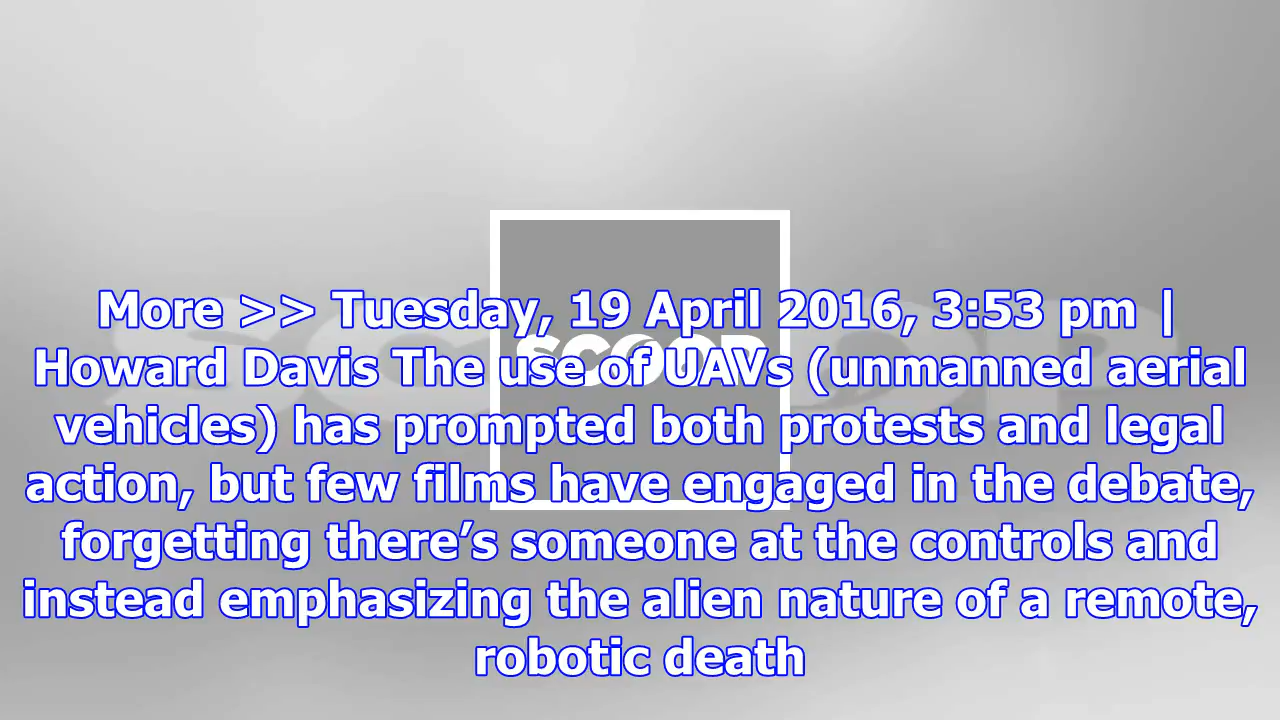 More >> Tuesday, 19 April 2016, 3:53 pm |
Howard Davis The use of UAVs (unmanned aerial
vehicles) has prompted both protests and legal
action, but few films have engaged in the debate,
forgetting there’s someone at the controls and
instead emphasizing the alien nature of a remote,
robotic death
SCOOP
SCOOP